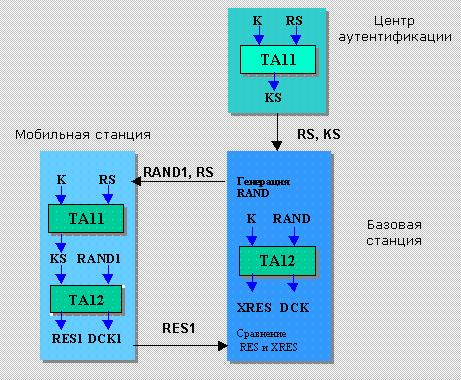 Центр
аутентификации
K RS
TA11
KS
RS, KS
Мобильная станция
RAND1, RS
K RS
TA11
KS RAND1
TA12
RES1 DCK1
RES1
Генерация
RAND
K RAND
TA12
XRES DCK
Сравнение
RES и XRES
Базовая
станция